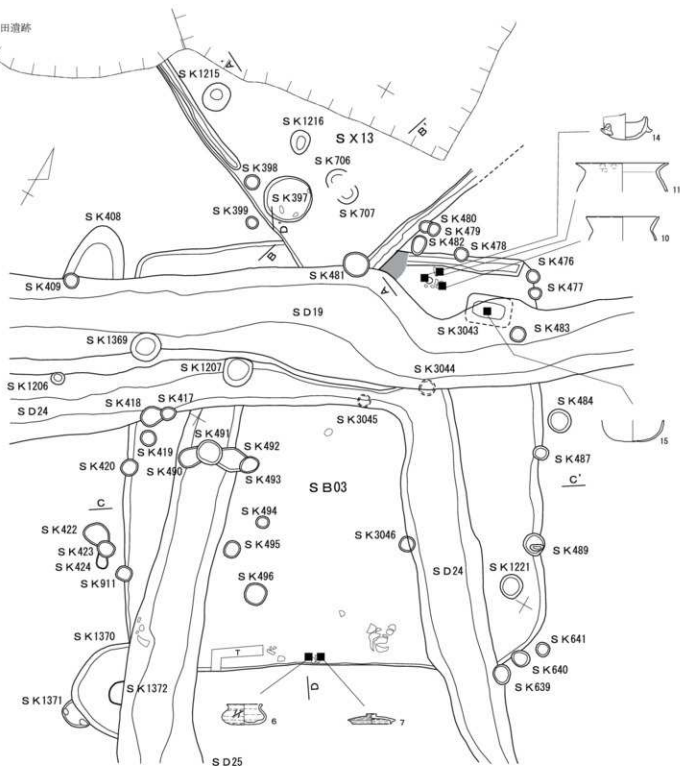 田遺跡
SK1215
A'
SK1216
SX13
B'
14
SK706
SK398
SK397
11
SK399
SK707
D'
SK480
SK479
SK408
SK482
SK478
10
B
SK476
SK481
SK409
A
SK477
SD19
SK3043
SK483
SK1369
SK3044
SK1207
SK1206
SD24
SK418
SK417
SK484
SK3045
15
SK491
SK419
SK492
SK487
SK420
SK490
SK493
C'
SB03
C
SK494
SK422
SK3046
SK489
SK423
SK495
SK424
SD24
SK1221
SK911
SK496
SK1370
SK641
T
SK640
SK1372
D
SK639
SK1371
6
7
SD25